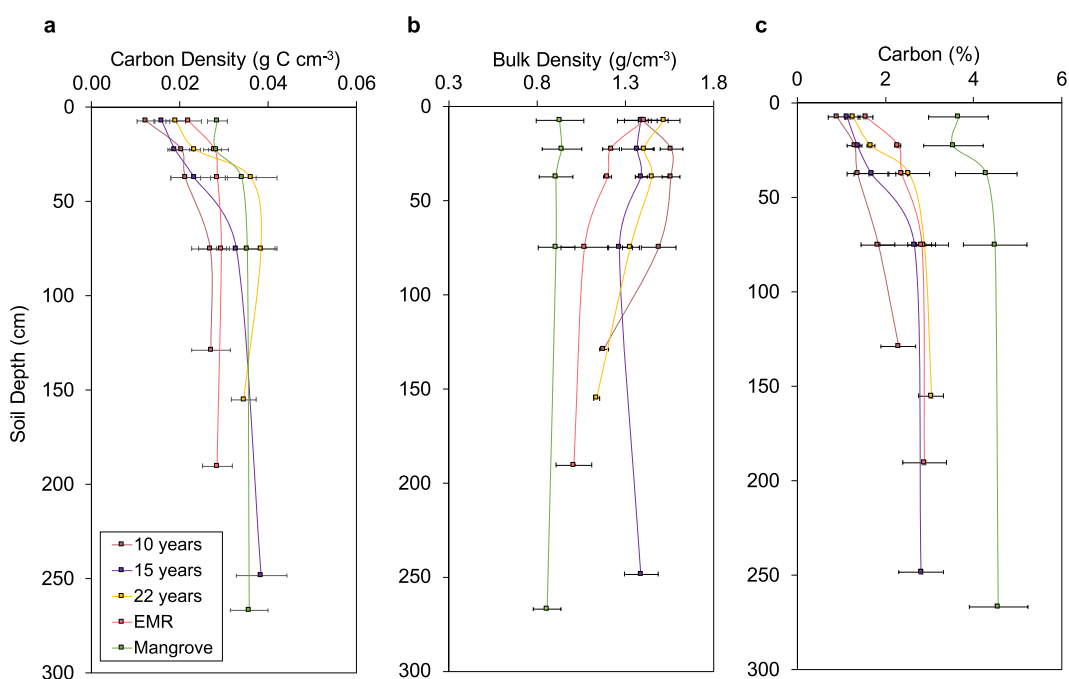 a
Carbon Density (g C cm-3)
0.00 0.02 0.04 0.06
0
50
100
150
200
250
300
Soil Depth (cm)
10 years
15 years
22 years
EMR
Mangrove
b
Bulk Density (g/cm-3)
0.3 0.8 1.3 1.8
0
50
100
150
200
250
300
c
Carbon (%)
0 2 4 6
0
50
100
150
200
250
300